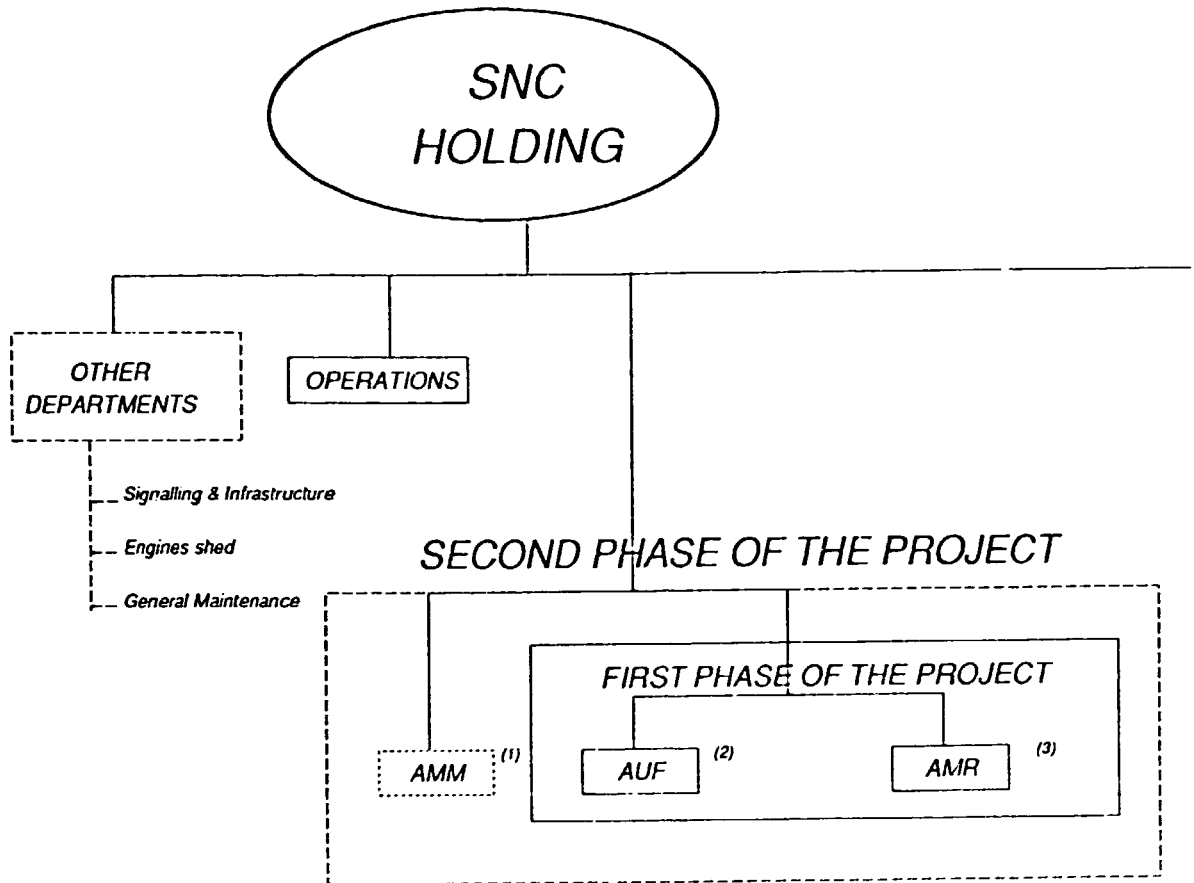 SNC
HOLDING
OTHER
DEPARTMENTS
OPERATIONS
Signalling & Infrastructure
Engines shed
General Maintenance
SECOND PHASE OF THE PROJECT
FIRST PHASE OF THE PROJECT
AMM (1)
AUF (2)
AMR (3)